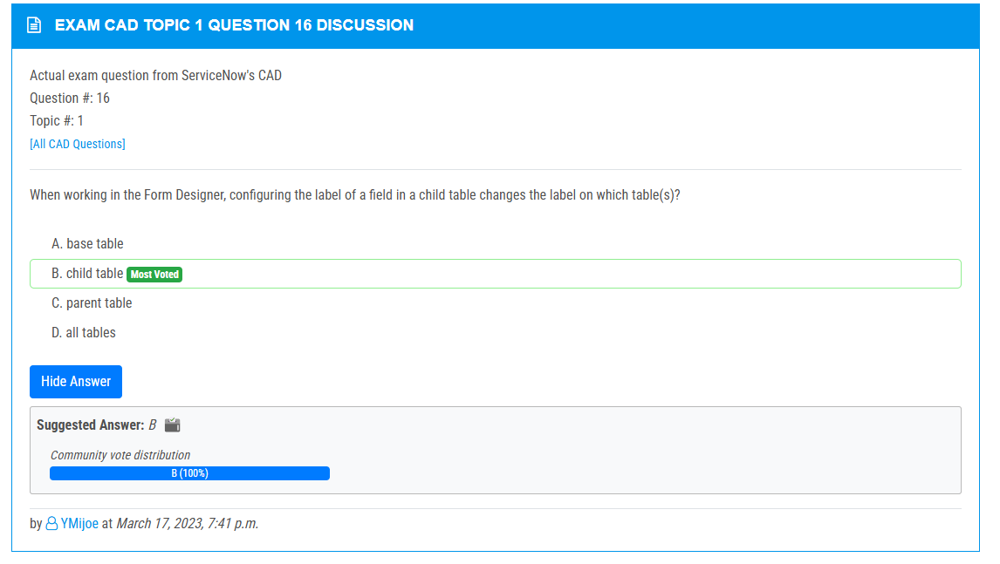 EXAM CAD TOPIC 1 QUESTION 16 DISCUSSION
Actual exam question from ServiceNow's CAD
Question #: 16
Topic #: 1
[All CAD Questions]
When working in the Form Designer, configuring the label of a field in a child table changes the label on which table(s)?
A. base table
B. child table Most Voted
C. parent table
D. all tables
Hide Answer
Suggested Answer: B
Community vote distribution
B (100%)
by YMijoe at March 17, 2023, 7:41 p.m.